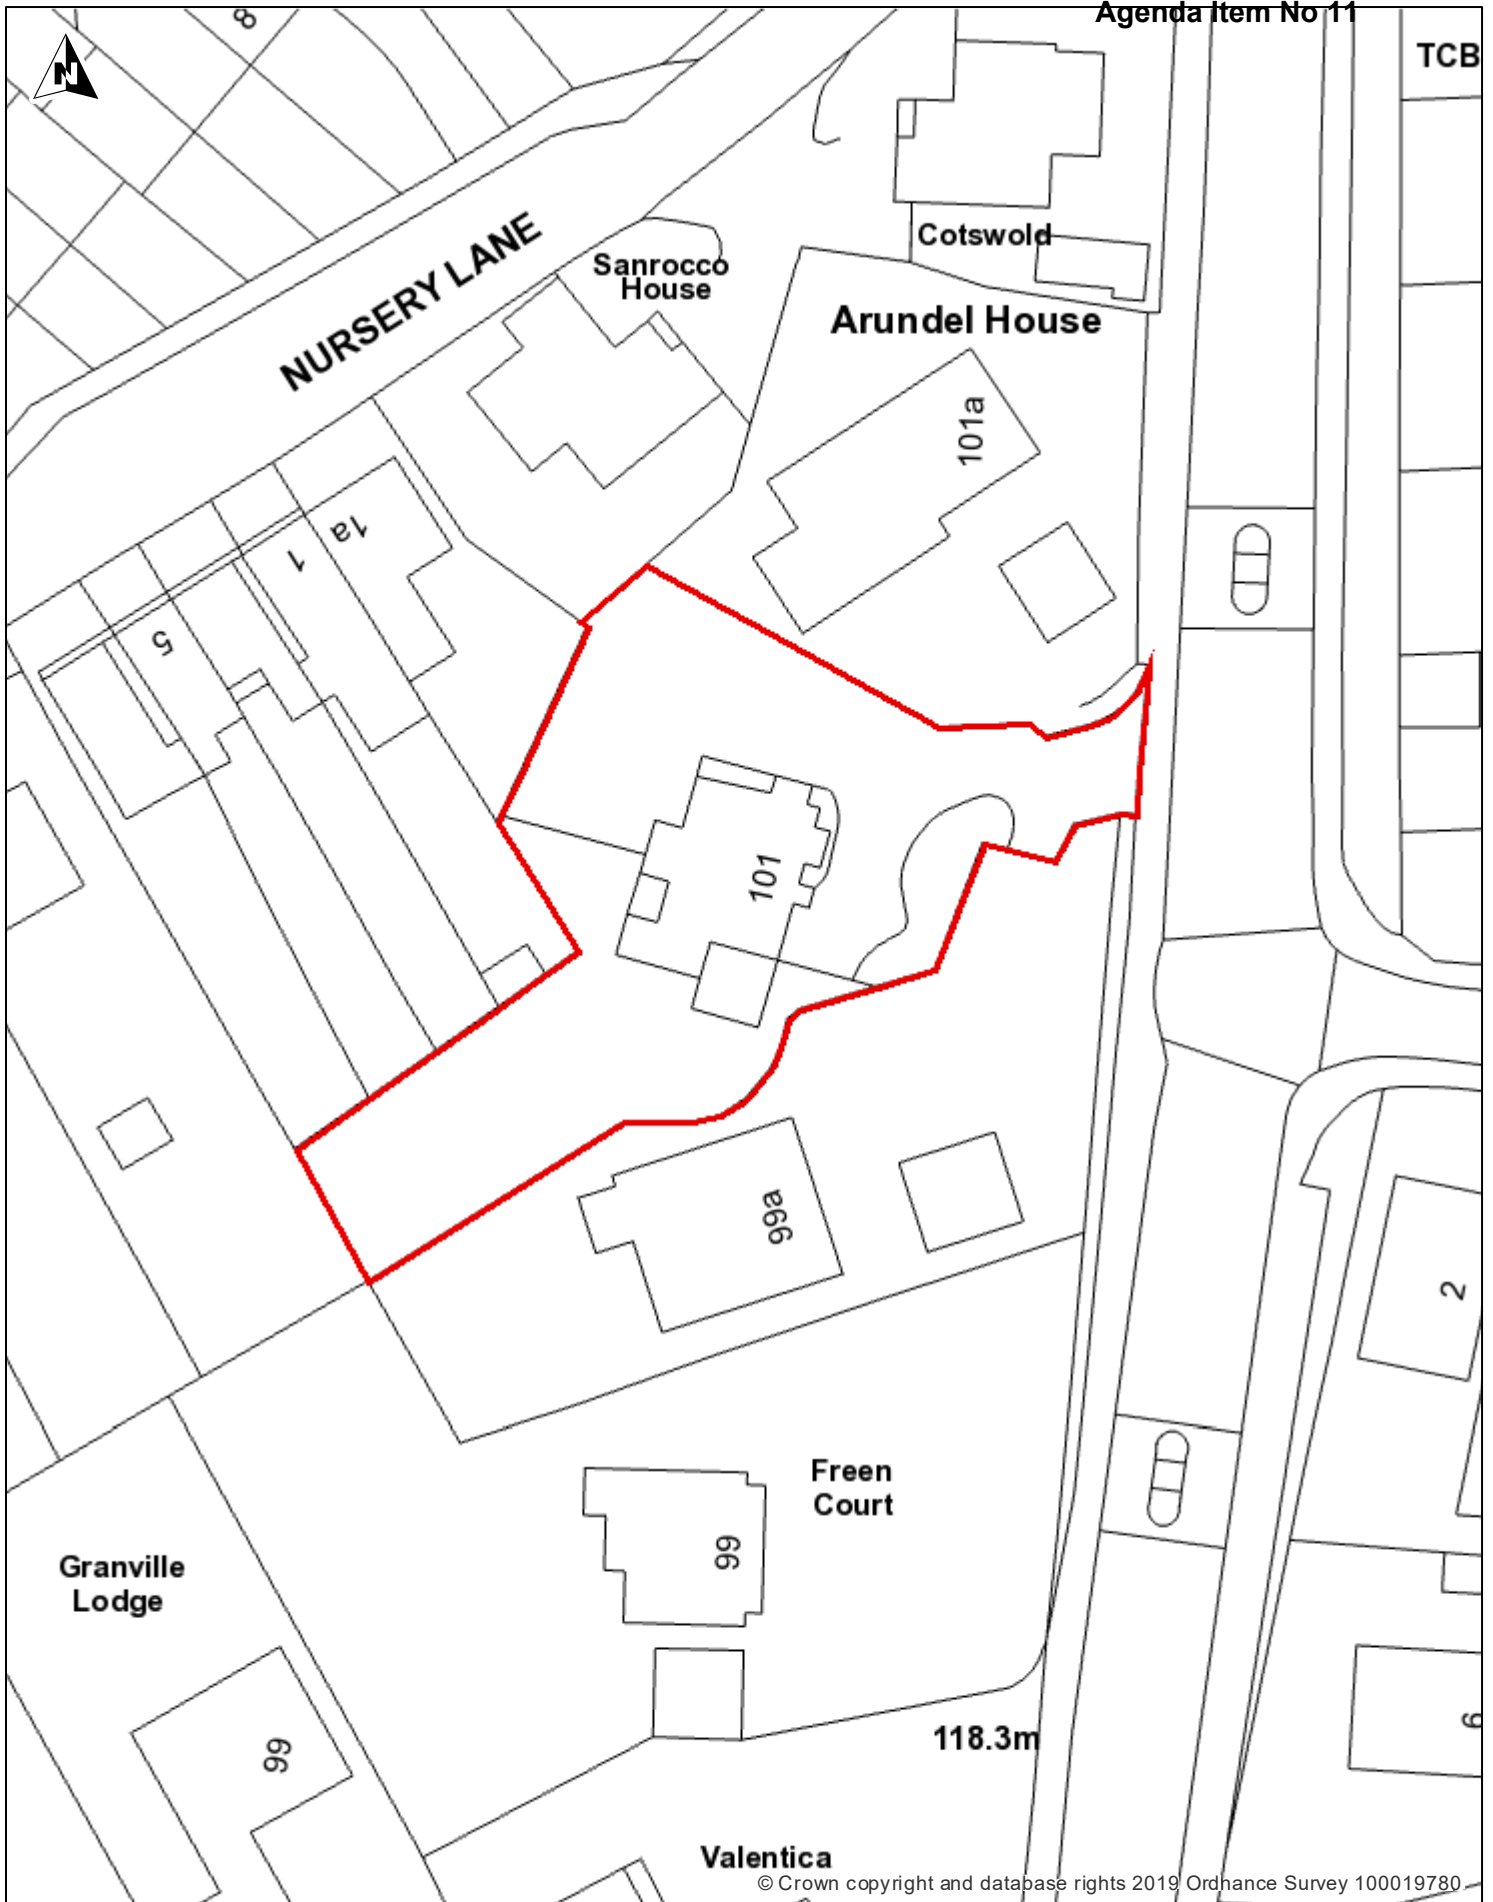 Agenda Item No 11
8
TCB
N
NURSERY LANE
Cotswold
Sanrocco
House
Arundel House
101a
1a
1
5
101
99a
2
Freen
Court
99
Granville
Lodge
99
118.3m
Valentica
© Crown copyright and database rights 2019 Ordnance Survey 100019780